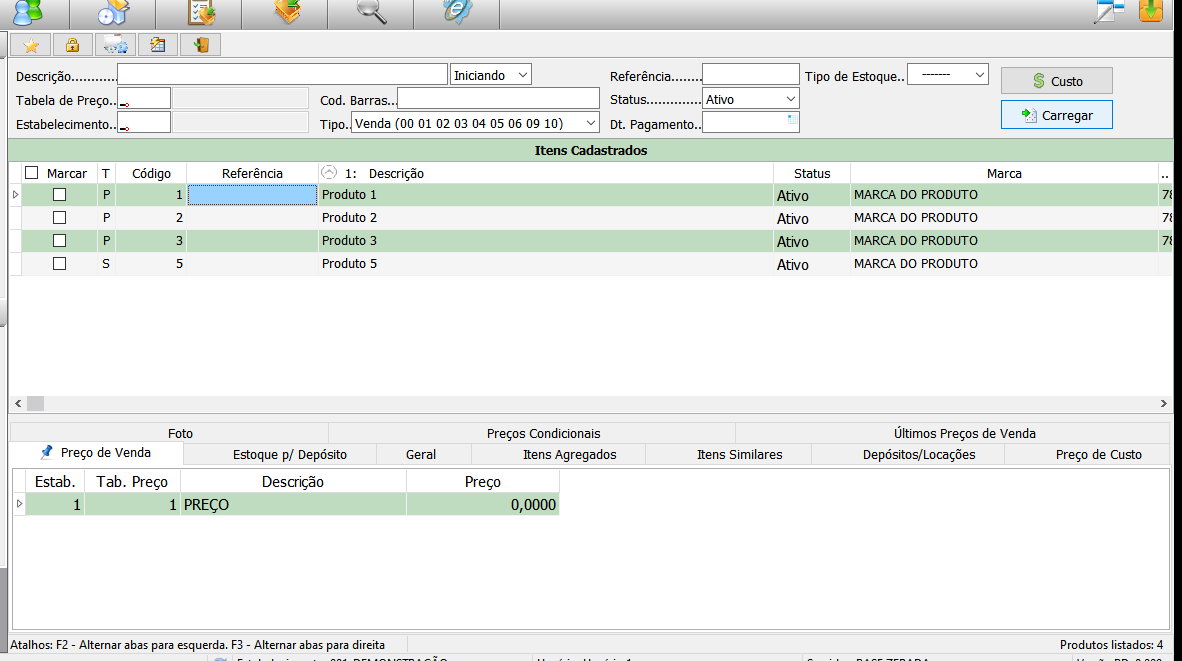 Descrição............ Iniciando Referência....... Tipo de Estoque.. ------- Custo
Tabela de Preço.. Cod. Barras... Status............. Ativo
Estabelecimento.. Tipo.. Venda (00 01 02 03 04 05 06 09 10) Dt. Pagamento.. Carregar
Itens Cadastrados
Marcar T Código Referência 1: Descrição Status Marca ..
P 1 Produto 1 Ativo MARCA DO PRODUTO 78
P 2 Produto 2 Ativo MARCA DO PRODUTO
P 3 Produto 3 Ativo MARCA DO PRODUTO 78
S 5 Produto 5 Ativo MARCA DO PRODUTO
Foto Preços Condicionais Últimos Preços de Venda
Preço de Venda Estoque p/ Depósito Geral Itens Agregados Itens Similares Depósitos/Locações Preço de Custo
Estab. Tab. Preço Descrição Preço
1 1 PREÇO 0,0000
Atalhos: F2 - Alternar abas para esquerda. F3 - Alternar abas para direita Produtos listados: 4